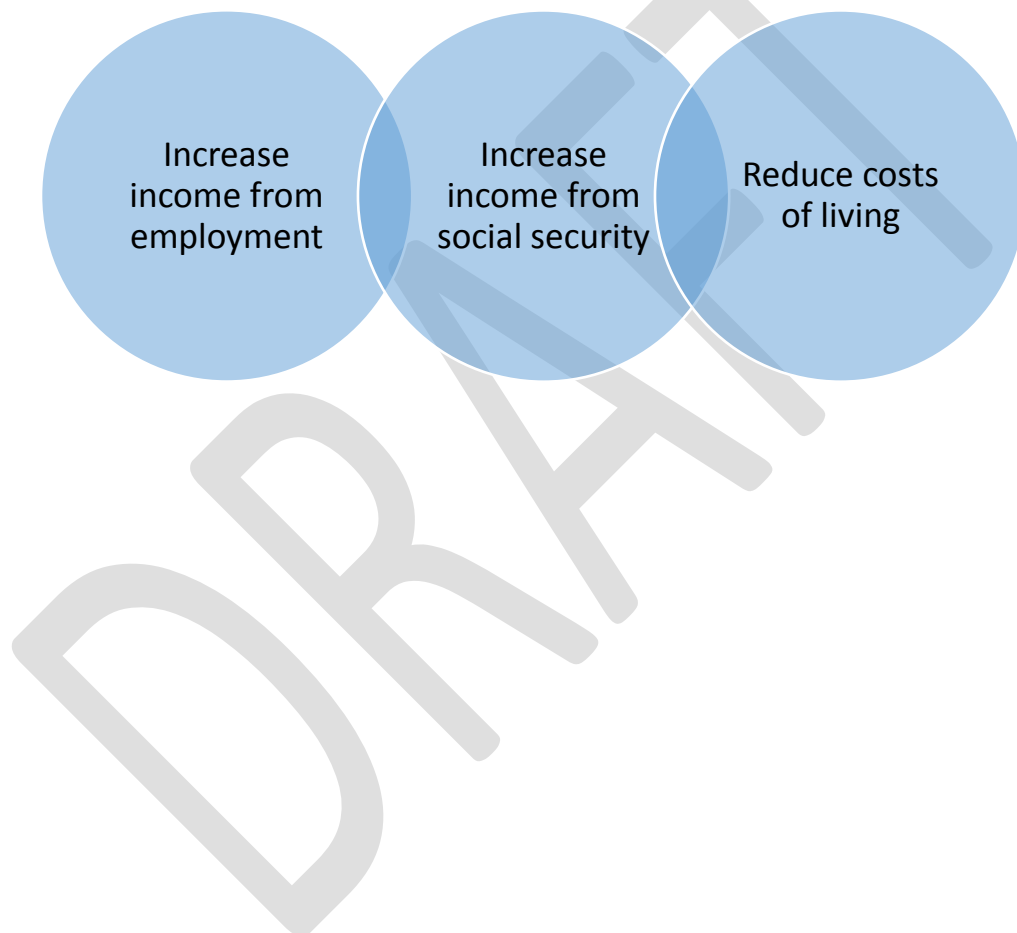 Increase
income from
employment
Increase
income from
social security
Reduce costs
of living
DRAFT